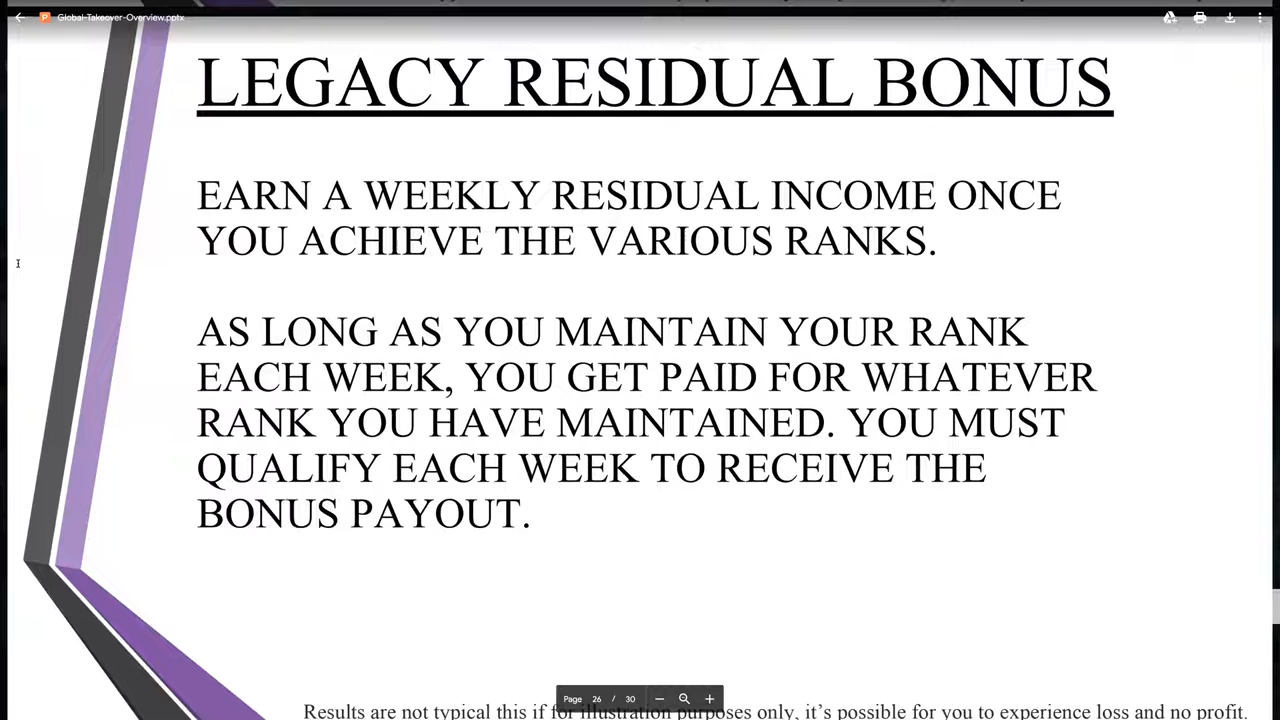 Global-Takeover-Overview.pptx
LEGACY RESIDUAL BONUS
EARN A WEEKLY RESIDUAL INCOME ONCE
YOU ACHIEVE THE VARIOUS RANKS.
AS LONG AS YOU MAINTAIN YOUR RANK
EACH WEEK, YOU GET PAID FOR WHATEVER
RANK YOU HAVE MAINTAINED. YOU MUST
QUALIFY EACH WEEK TO RECEIVE THE
BONUS PAYOUT.
Page 26 / 30
Results are not typical this if for illustration purposes only, it's possible for you to experience loss and no profit.